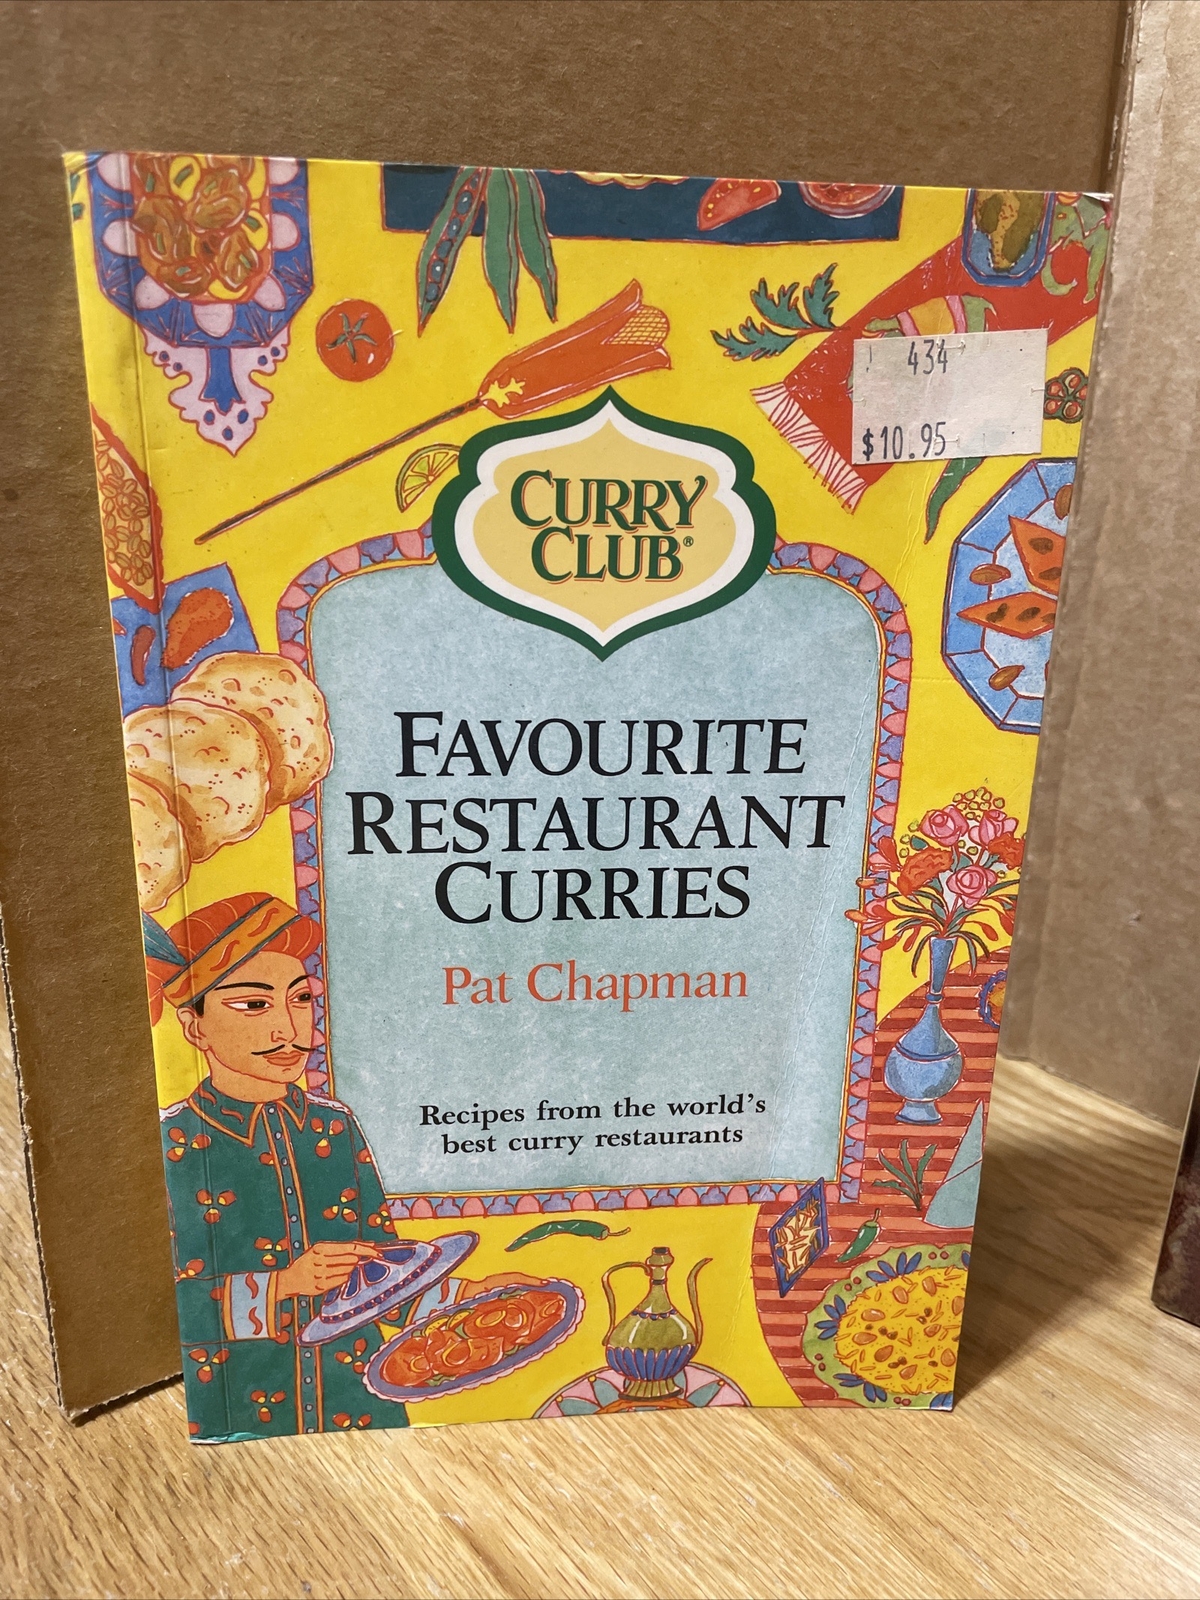 434
$10.95
CURRY
CLUB®
FAVOURITE
RESTAURANT
CURRIES
Pat Chapman
Recipes from the world's
best curry restaurants